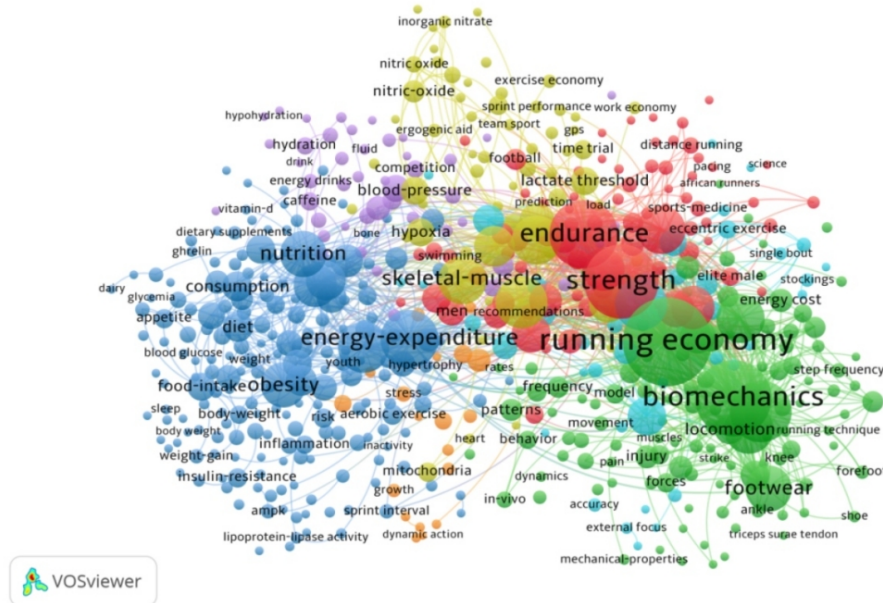 inorganic nitrate
nitric oxide
exercise economy
nitric-oxide
sprint performance
work economy
hypohydration
ergogenic aid
team sport
gps
distance running
hydration
fluid
time trial
drink
competition
football
pacing
science
energy drinks
blood-pressure
lactate threshold
african runners
caffeine
prediction
load
sports-medicine
vitamin-d
bone
hypoxia
endurance
eccentric exercise
dietary supplements
swimming
single bout
ghrelin
nutrition
skeletal-muscle
strength
elite male
stockings
dairy
consumption
energy cost
glycemia
men
recommendations
appetite
diet
energy-expenditure
running economy
blood glucose
weight
youth
hypertrophy
rates
step frequency
food-intake
obesity
stress
frequency
model
biomechanics
sleep
body-weight
risk
aerobic exercise
patterns
movement
locomotion
running technique
body weight
heart
behavior
muscles
inflammation
inactivity
strike
knee
weight-gain
pain
injury
insulin-resistance
mitochondria
dynamics
forces
footwear
forefoo
growth
in-vivo
accuracy
ankle
shoe
ampk
sprint interval
external focus
triceps surae tendon
lipoprotein-lipase activity
dynamic action
mechanical-properties
VOSviewer